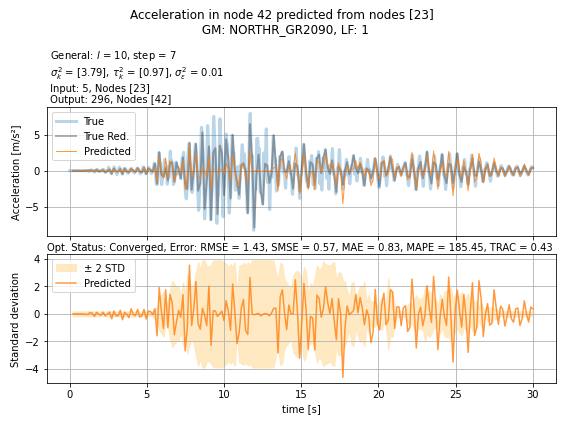 Acceleration in node 42 predicted from nodes [23]
GM: NORTHR_GR2090, LF: 1
General: l = 10, step = 7
σ²ₖ = [3.79], τ²ₖ = [0.97], σ²ε = 0.01
Input: 5, Nodes [23]
Output: 296, Nodes [42]
True
True Red.
Predicted
Acceleration [m/s²]
5
0
−5
Opt. Status: Converged, Error: RMSE = 1.43, SMSE = 0.57, MAE = 0.83, MAPE = 185.45, TRAC = 0.43
± 2 STD
Predicted
Standard deviation
4
2
0
−2
−4
0 5 10 15 20 25 30
time [s]